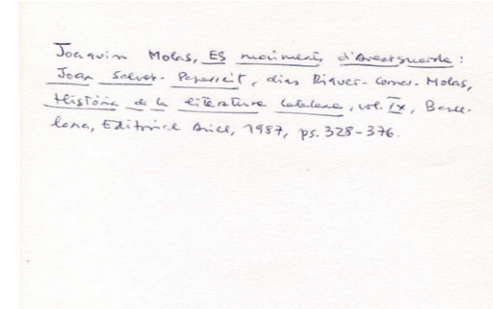 Joaquim Molas, Els moviments d'Avantguarda:
Joan Salvat-Papasseit, dins Riquer-Comas-Molas,
Història de la literatura catalana, vol. IX, Barce-
lona, Editorial Ariel, 1987, ps. 328-376.